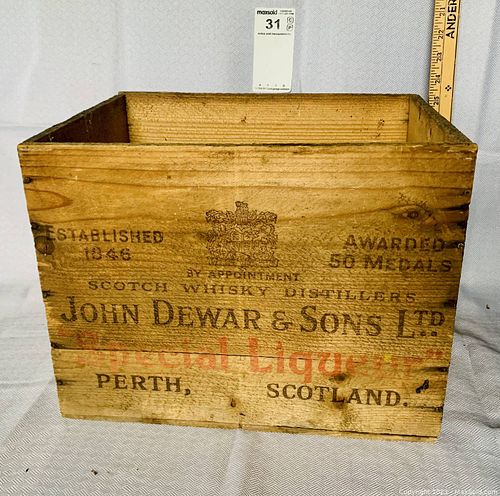 maxsold
31
ANDER
ESTABLISHED
1846
AWARDED
50 MEDALS
BY APPOINTMENT
SCOTCH WHISKY DISTILLERS
JOHN DEWAR & SONS LTD
"Special Liqueur"
PERTH, SCOTLAND.